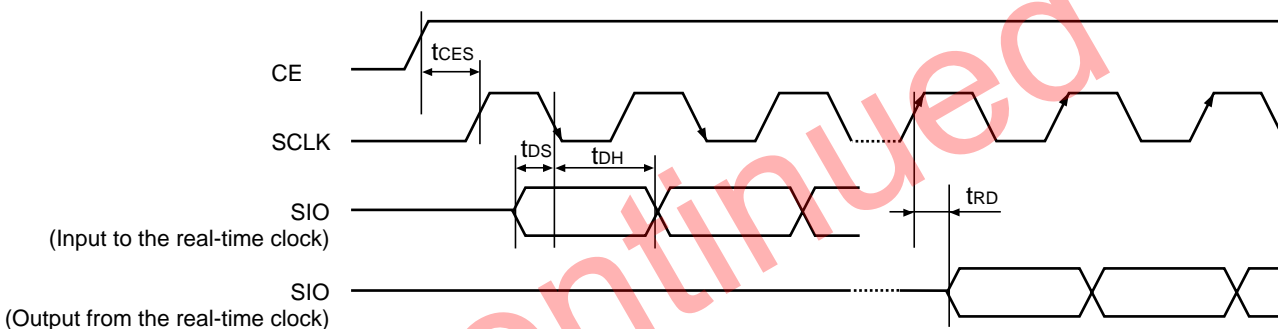 CE
tCES
SCLK
tDS
tDH
SIO
(Input to the real-time clock)
tRD
SIO
(Output from the real-time clock)
ontinued